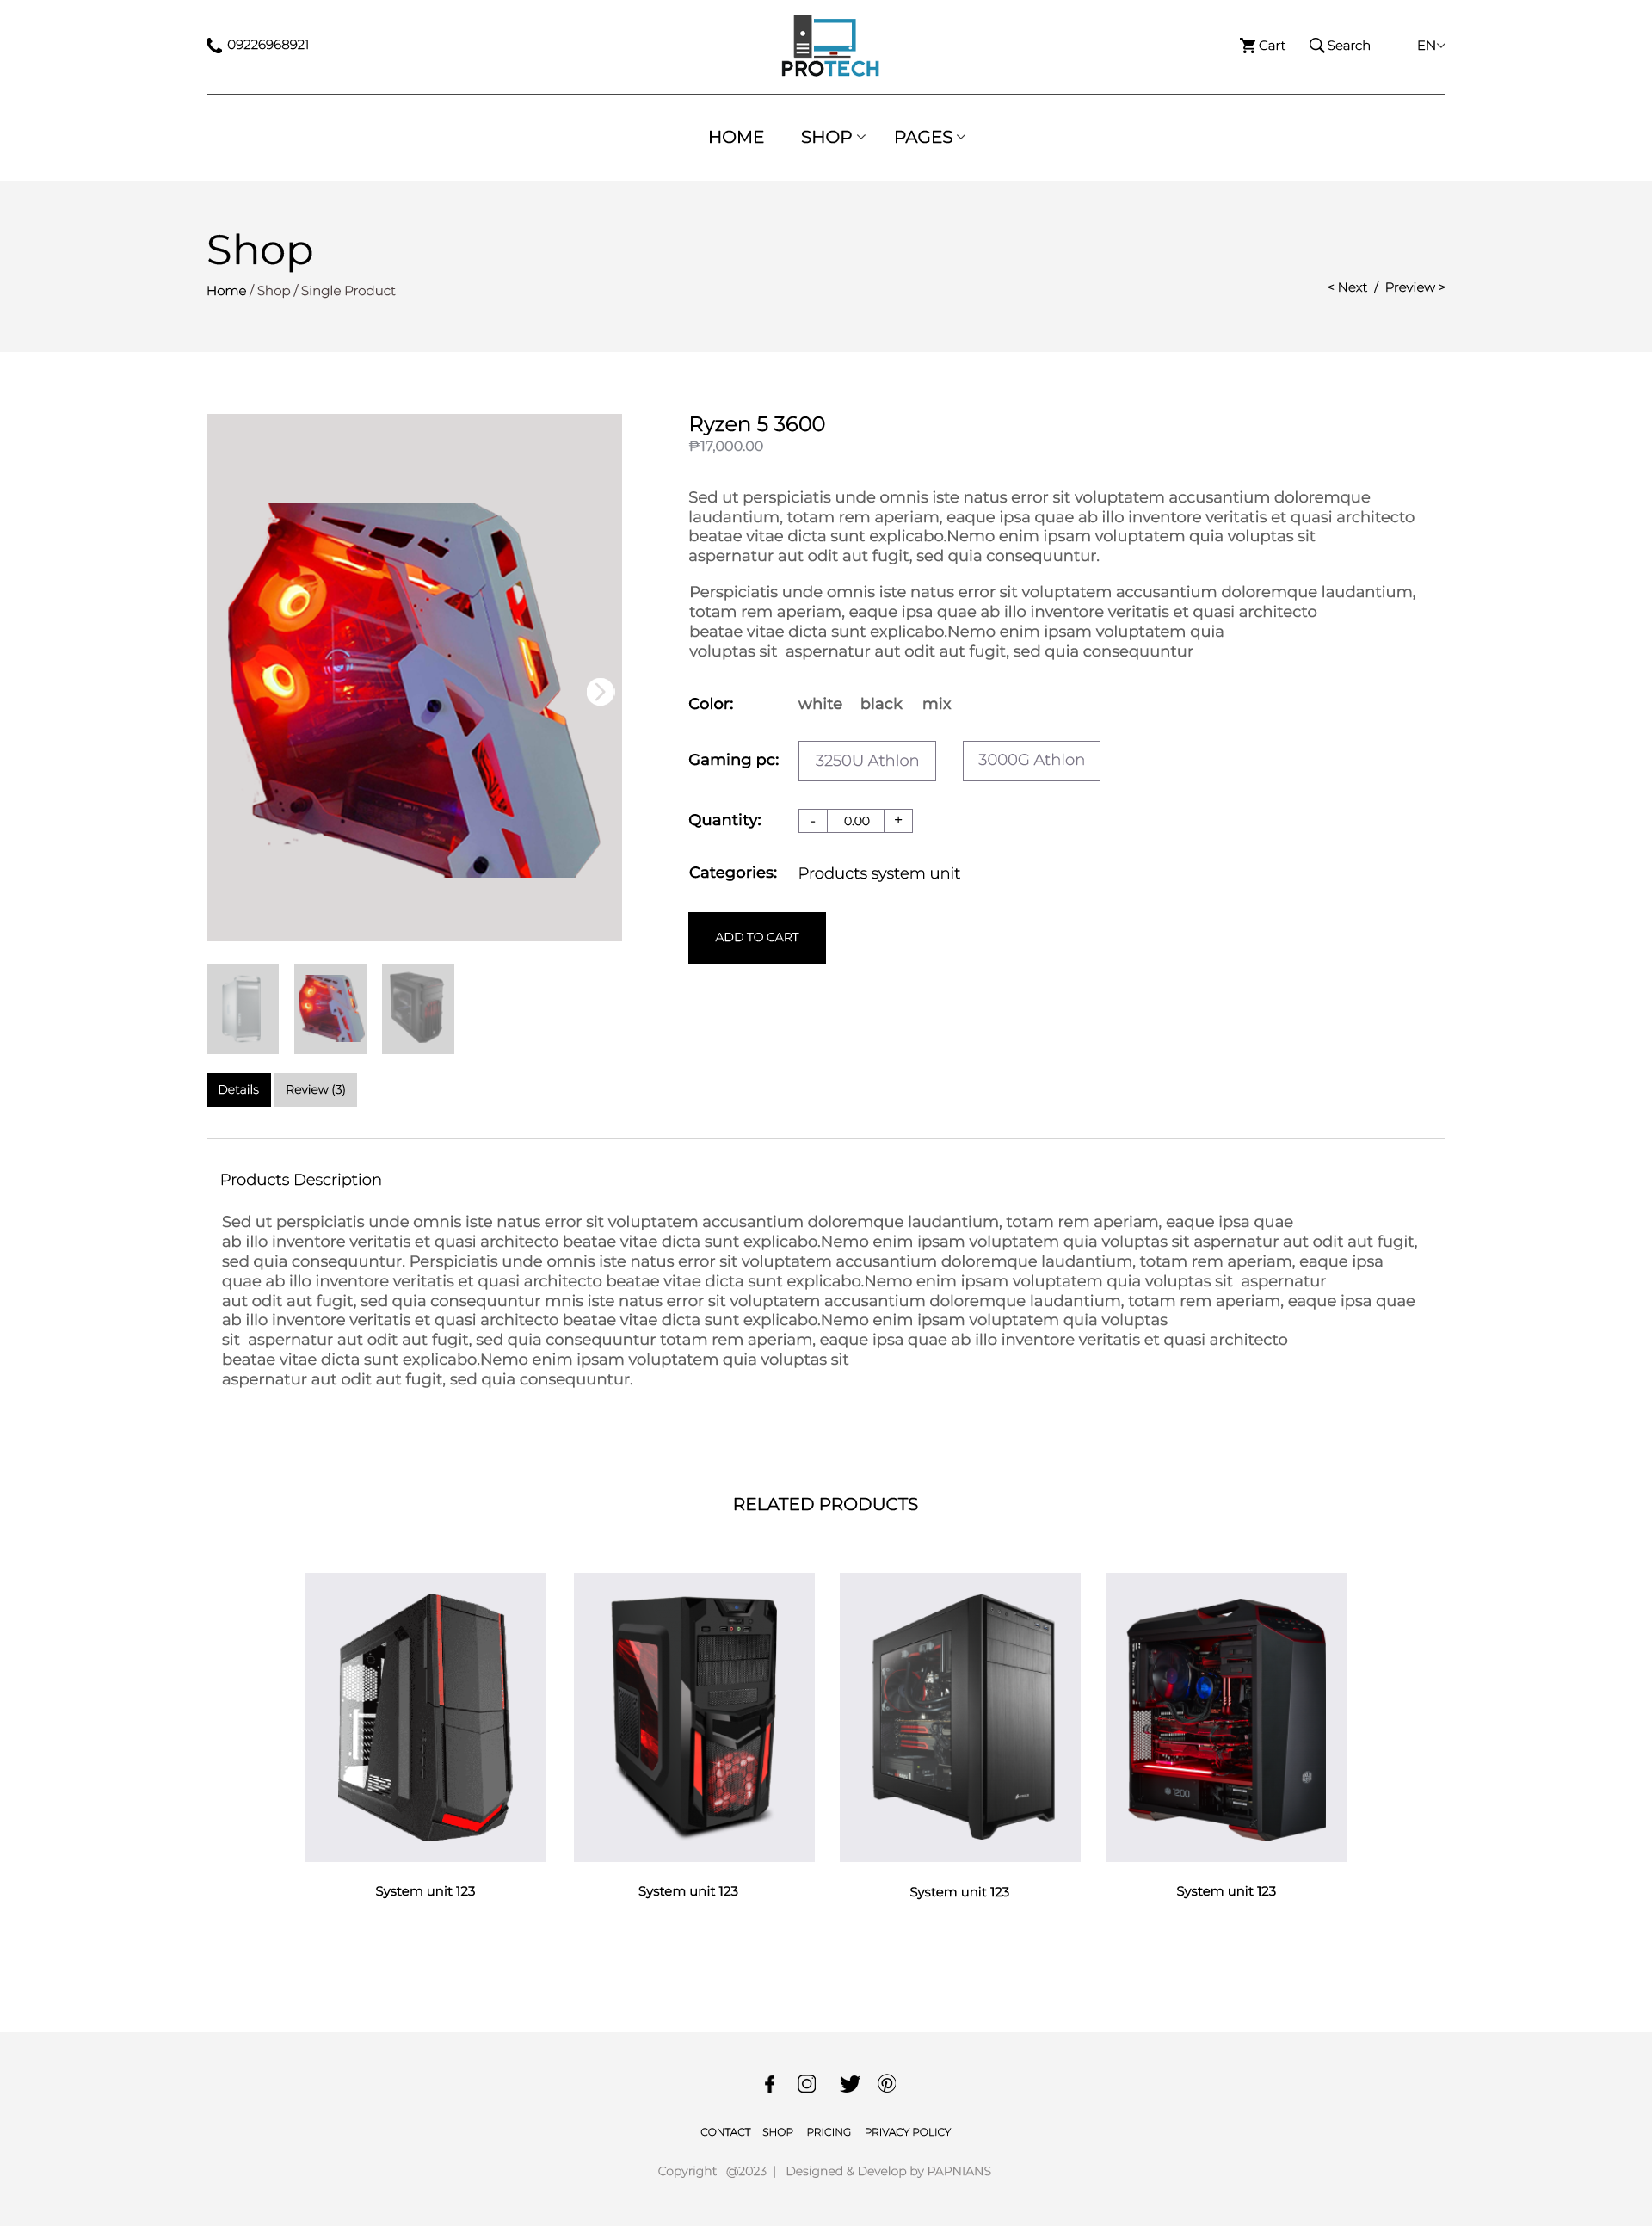 09226968921
PROTECH
Cart
Search
EN
HOME
SHOP
PAGES
Shop
Home / Shop / Single Product
< Next / Preview >
Ryzen 5 3600
₱17,000.00
Sed ut perspiciatis unde omnis iste natus error sit voluptatem accusantium doloremque
laudantium, totam rem aperiam, eaque ipsa quae ab illo inventore veritatis et quasi architecto
beatae vitae dicta sunt explicabo.Nemo enim ipsam voluptatem quia voluptas sit
aspernatur aut odit aut fugit, sed quia consequuntur.
Perspiciatis unde omnis iste natus error sit voluptatem accusantium doloremque laudantium,
totam rem aperiam, eaque ipsa quae ab illo inventore veritatis et quasi architecto
beatae vitae dicta sunt explicabo.Nemo enim ipsam voluptatem quia
voluptas sit  aspernatur aut odit aut fugit, sed quia consequuntur
Color: white black mix
Gaming pc: 3250U Athlon 3000G Athlon
Quantity: - 0.00 +
Categories: Products system unit
ADD TO CART
Details
Review (3)
Products Description
Sed ut perspiciatis unde omnis iste natus error sit voluptatem accusantium doloremque laudantium, totam rem aperiam, eaque ipsa quae
ab illo inventore veritatis et quasi architecto beatae vitae dicta sunt explicabo.Nemo enim ipsam voluptatem quia voluptas sit aspernatur aut odit aut fugit,
sed quia consequuntur. Perspiciatis unde omnis iste natus error sit voluptatem accusantium doloremque laudantium, totam rem aperiam, eaque ipsa
quae ab illo inventore veritatis et quasi architecto beatae vitae dicta sunt explicabo.Nemo enim ipsam voluptatem quia voluptas sit  aspernatur
aut odit aut fugit, sed quia consequuntur mnis iste natus error sit voluptatem accusantium doloremque laudantium, totam rem aperiam, eaque ipsa quae
ab illo inventore veritatis et quasi architecto beatae vitae dicta sunt explicabo.Nemo enim ipsam voluptatem quia voluptas
sit  aspernatur aut odit aut fugit, sed quia consequuntur totam rem aperiam, eaque ipsa quae ab illo inventore veritatis et quasi architecto
beatae vitae dicta sunt explicabo.Nemo enim ipsam voluptatem quia voluptas sit
aspernatur aut odit aut fugit, sed quia consequuntur.
RELATED PRODUCTS
1200
System unit 123
System unit 123
System unit 123
System unit 123
CONTACT SHOP PRICING PRIVACY POLICY
Copyright @2023 | Designed & Develop by PAPNIANS